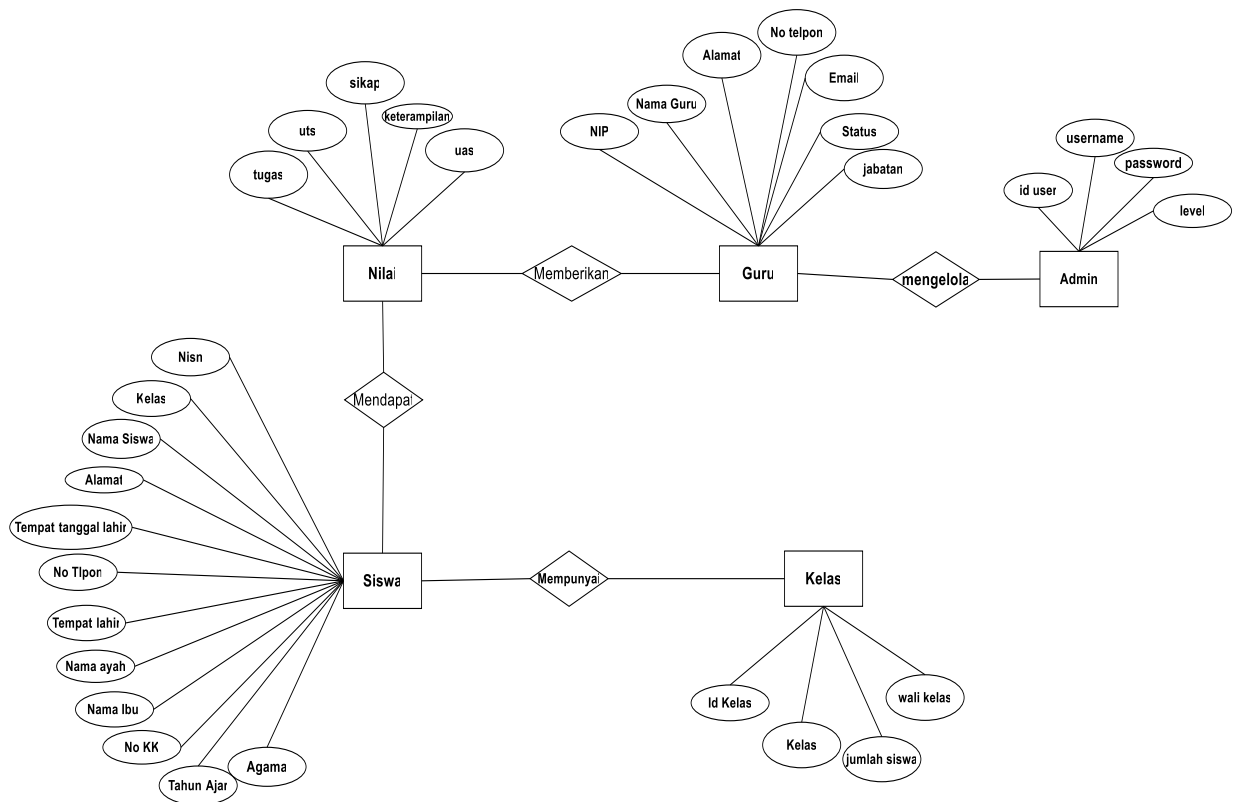 No telpon
Alamat
Email
sikap
Nama Guru
keterampilan
NIP
uts
Status
username
uas
jabatan
password
tugas
id user
level
Nilai
Memberikan
Guru
mengelola
Admin
Nisn
Kelas
Mendapat
Nama Siswa
Alamat
Tempat tanggal lahir
No Tlpon
Siswa
Mempunyai
Kelas
Tempat lahir
Nama ayah
Nama Ibu
Id Kelas
wali kelas
No KK
Kelas
jumlah siswa
Agama
Tahun Ajar